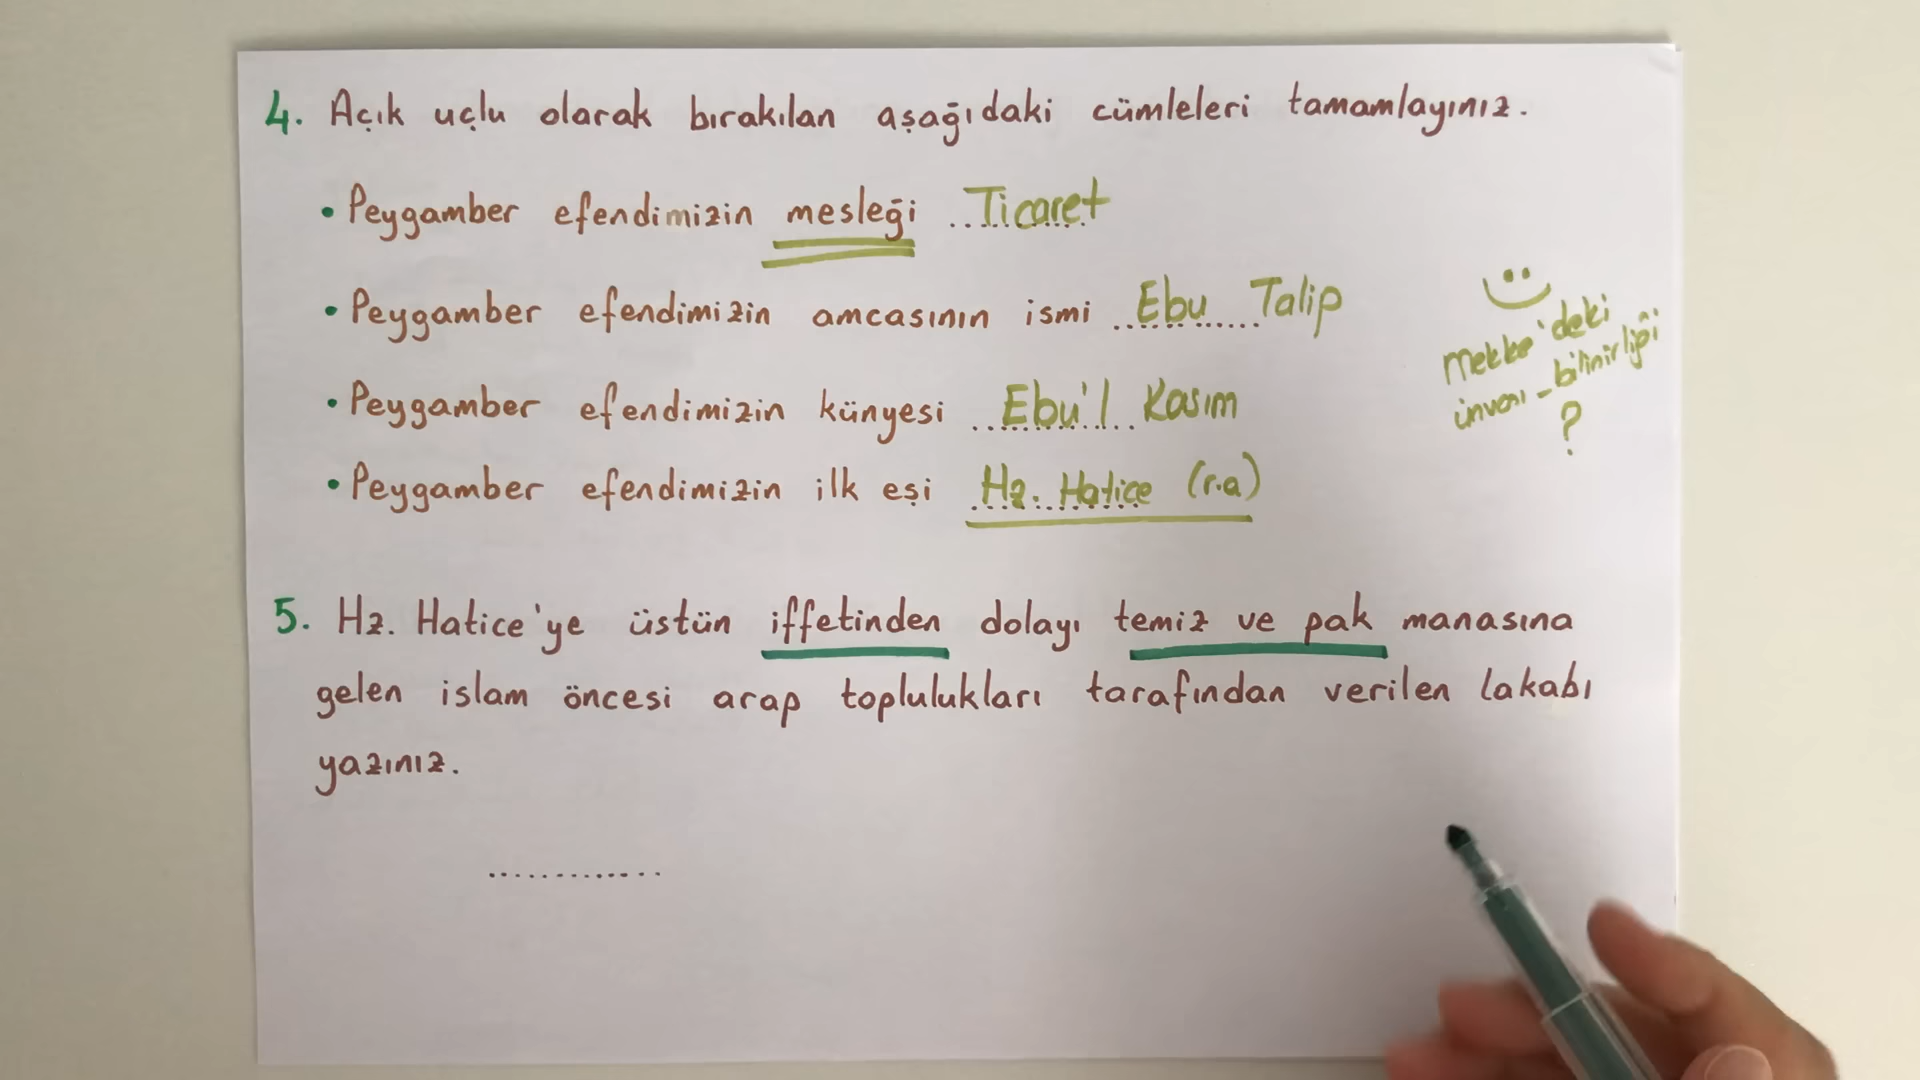 4. Açık uçlu olarak bırakılan aşağıdaki cümleleri tamamlayınız.
• Peygamber efendimizin mesleği ..Ticaret
• Peygamber efendimizin amcasının ismi ..Ebu....Talip
• Peygamber efendimizin künyesi ..Ebu'l..Kasım
• Peygamber efendimizin ilk eşi .Hz. Hatice (r.a)
Mekke'deki
ünvanı - bilinirliği
?
5. Hz. Hatice'ye üstün iffetinden dolayı temiz ve pak manasına
gelen islam öncesi arap toplulukları tarafından verilen lakabı
yazınız.
.............